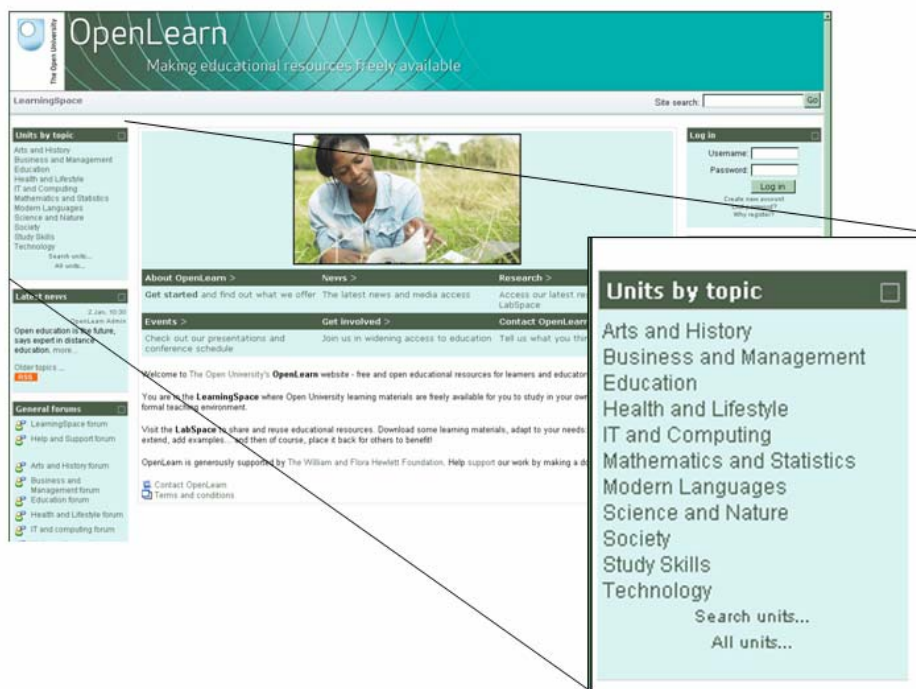 The Open University
OpenLearn
Making educational resources freely available
LearningSpace
Site search:
Go
Units by topic
Arts and History
Business and Management
Education
Health and Lifestyle
IT and Computing
Mathematics and Statistics
Modern Languages
Science and Nature
Society
Study Skills
Technology
Search units...
All units...
Latest news
2 Jan, 10:30
OpenLearn Admin
Open education is the future,
says expert in distance
education. more...
Older topics ...
RSS
General forums
LearningSpace forum
Help and Support forum
Arts and History forum
Business and
Management forum
Education forum
Health and Lifestyle forum
IT and computing forum
About OpenLearn >
News >
Research >
Get started and find out what we offer
The latest news and media access
Access our latest
LabSpace
Events >
Get involved >
Contact OpenLearn
Check out our presentations and
conference schedule
Join us in widening access to education
Tell us what you
Welcome to The Open University's OpenLearn website - free and open educational resources for learners and
You are in the LearningSpace where Open University learning materials are freely available for you to study in your own
formal teaching environment.
Visit the LabSpace to share and reuse educational resources. Download some learning materials, adapt to your needs:
extend, add examples... and then of course, place it back for others to benefit!
OpenLearn is generously supported by The William and Flora Hewlett Foundation. Help support our work by making a
Contact OpenLearn
Terms and conditions
Log in
Username:
Password:
Log in
Create new account
Why register?
Units by topic
Arts and History
Business and Management
Education
Health and Lifestyle
IT and Computing
Mathematics and Statistics
Modern Languages
Science and Nature
Society
Study Skills
Technology
Search units...
All units...